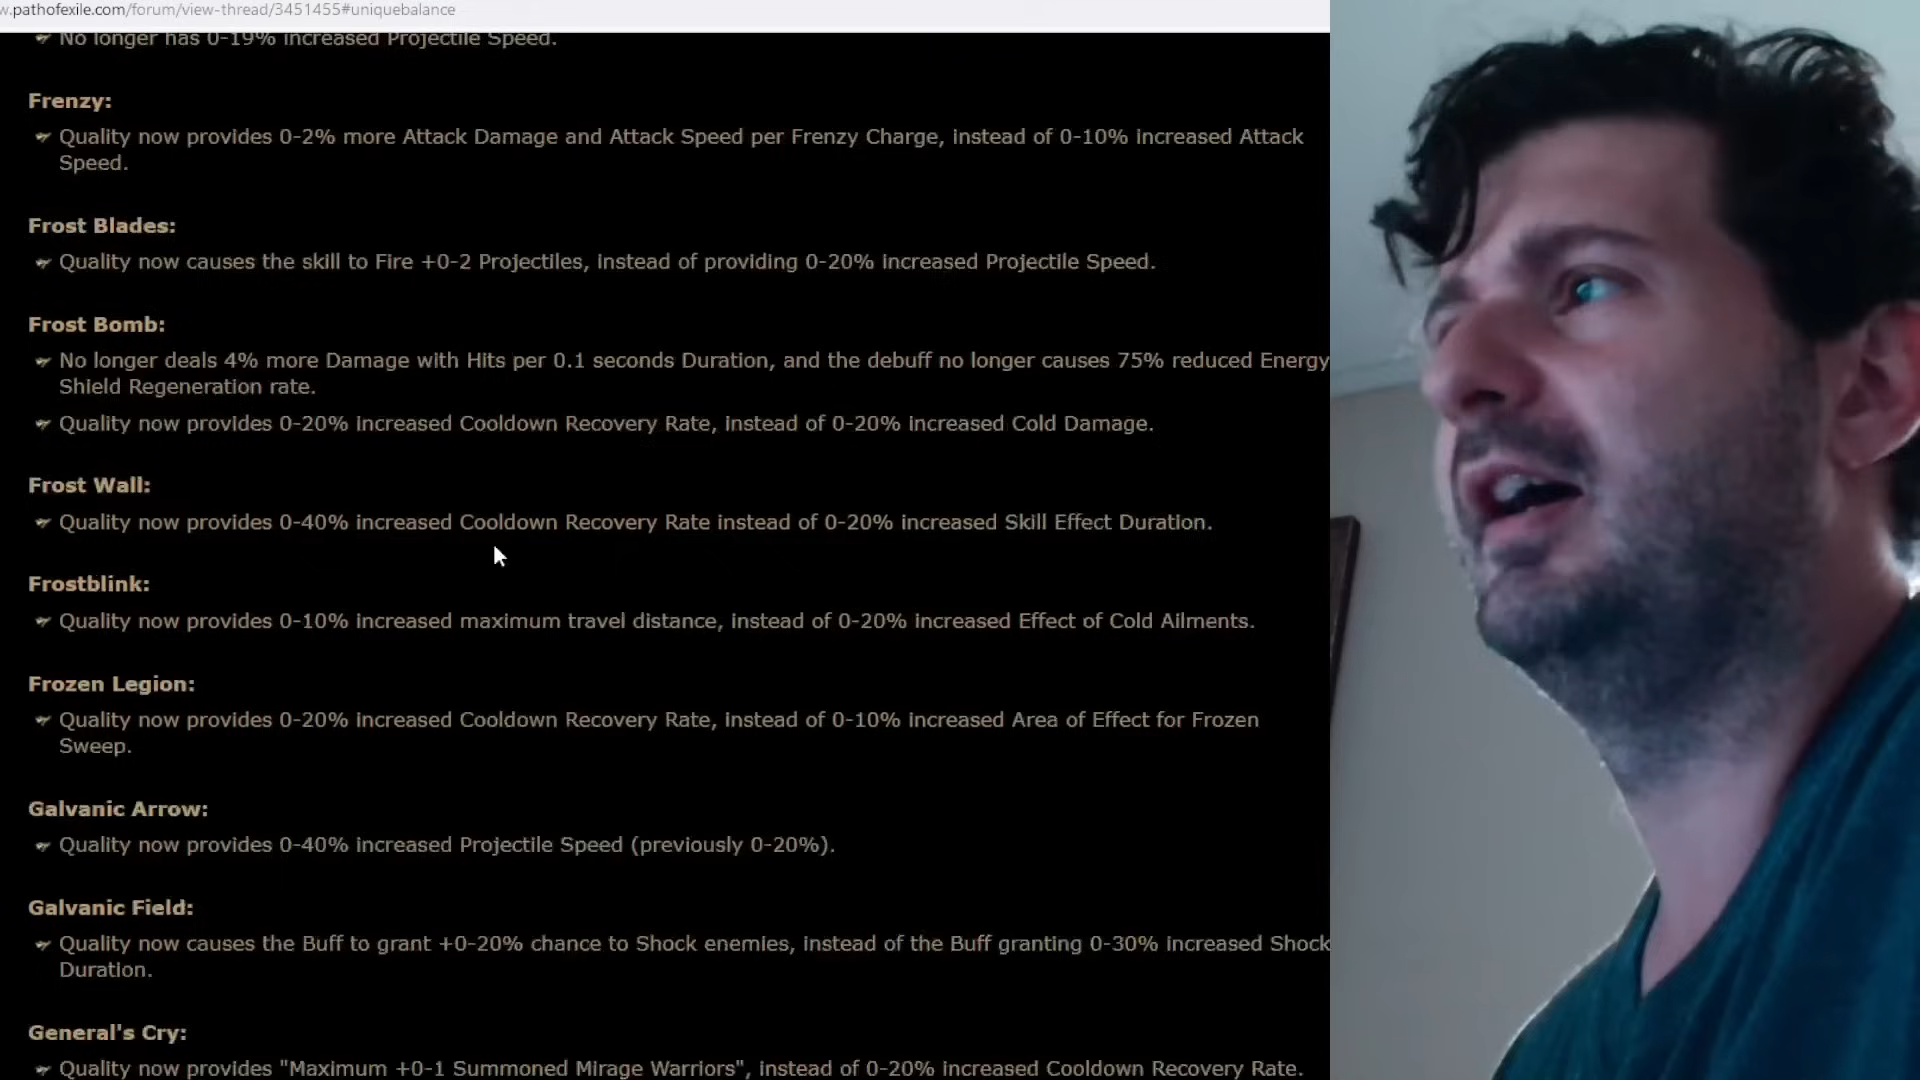 w.pathofexile.com/forum/view-thread/3451455#uniquebalance
No longer has 0-19% increased Projectile Speed.
Frenzy:
Quality now provides 0-2% more Attack Damage and Attack Speed per Frenzy Charge, instead of 0-10% increased Attack
Speed.
Frost Blades:
Quality now causes the skill to Fire +0-2 Projectiles, instead of providing 0-20% increased Projectile Speed.
Frost Bomb:
No longer deals 4% more Damage with Hits per 0.1 seconds Duration, and the debuff no longer causes 75% reduced Energy
Shield Regeneration rate.
Quality now provides 0-20% increased Cooldown Recovery Rate, instead of 0-20% increased Cold Damage.
Frost Wall:
Quality now provides 0-40% increased Cooldown Recovery Rate instead of 0-20% increased Skill Effect Duration.
Frostblink:
Quality now provides 0-10% increased maximum travel distance, instead of 0-20% increased Effect of Cold Ailments.
Frozen Legion:
Quality now provides 0-20% increased Cooldown Recovery Rate, instead of 0-10% increased Area of Effect for Frozen
Sweep.
Galvanic Arrow:
Quality now provides 0-40% increased Projectile Speed (previously 0-20%).
Galvanic Field:
Quality now causes the Buff to grant +0-20% chance to Shock enemies, instead of the Buff granting 0-30% increased Shock
Duration.
General's Cry:
Quality now provides "Maximum +0-1 Summoned Mirage Warriors", instead of 0-20% increased Cooldown Recovery Rate.